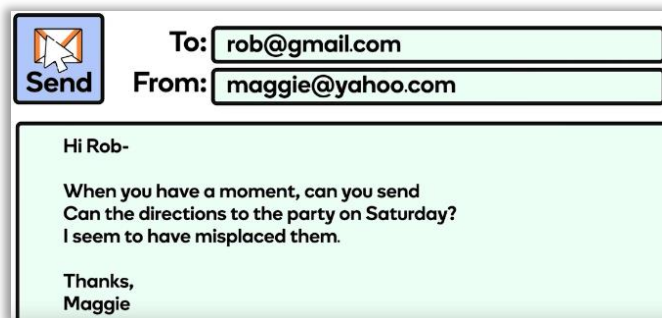 To: rob@gmail.com
Send
From: maggie@yahoo.com
Hi Rob-
When you have a moment, can you send
Can the directions to the party on Saturday?
I seem to have misplaced them.
Thanks,
Maggie